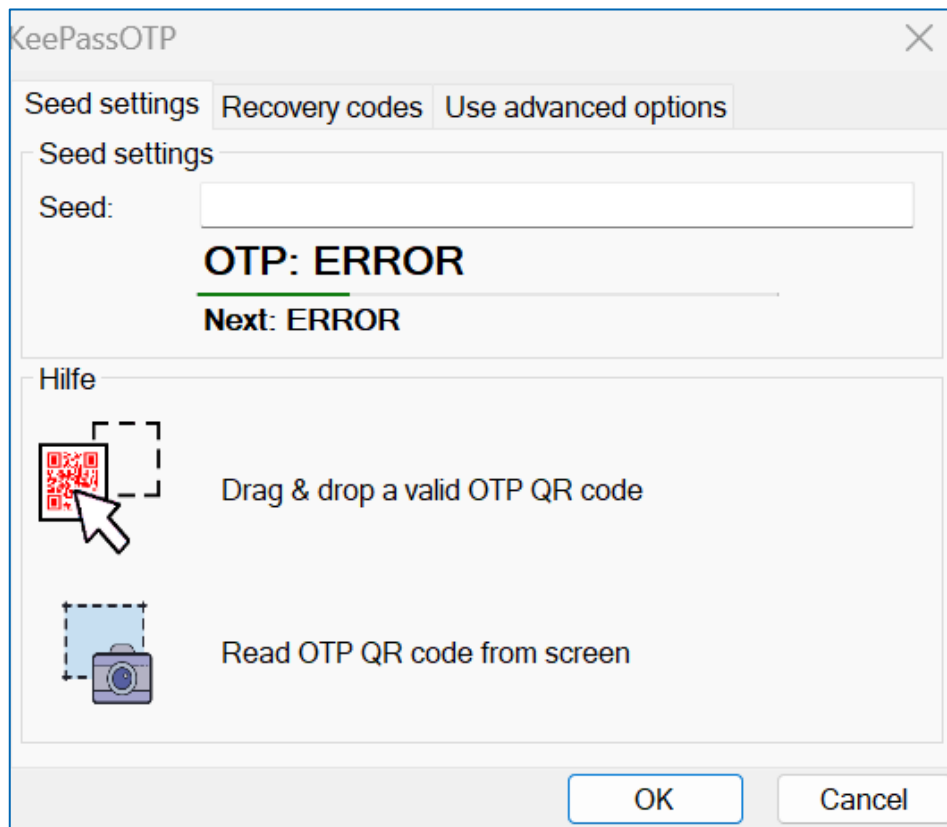 KeePassOTP
Seed settings Recovery codes Use advanced options
Seed settings
Seed:
OTP: ERROR
Next: ERROR
Hilfe
Drag & drop a valid OTP QR code
Read OTP QR code from screen
OK Cancel